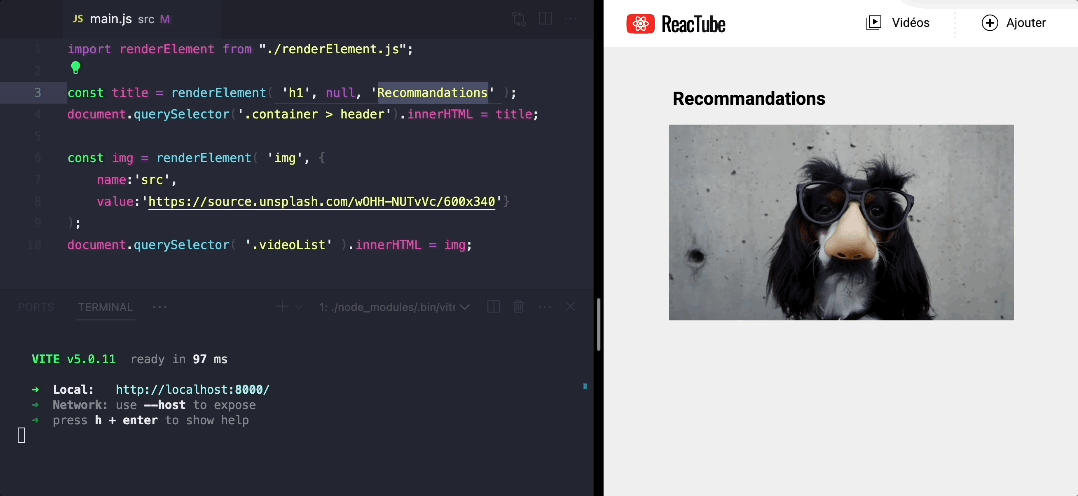 JS main.js src M
1 import renderElement from "./renderElement.js";
2
3 const title = renderElement( 'h1', null, 'Recommandations' );
4 document.querySelector('.container > header').innerHTML = title;
5
6 const img = renderElement( 'img', {
7 name:'src',
8 value:'https://source.unsplash.com/wOHH-NUTvVc/600x340'}
9 );
10 document.querySelector( '.videoList' ).innerHTML = img;
PORTS TERMINAL ··· 1: ./node_modules/.bin/vite
VITE v5.0.11 ready in 97 ms
➜ Local: http://localhost:8000/
➜ Network: use --host to expose
➜ press h + enter to show help
ReacTube Vidéos Ajouter
Recommandations